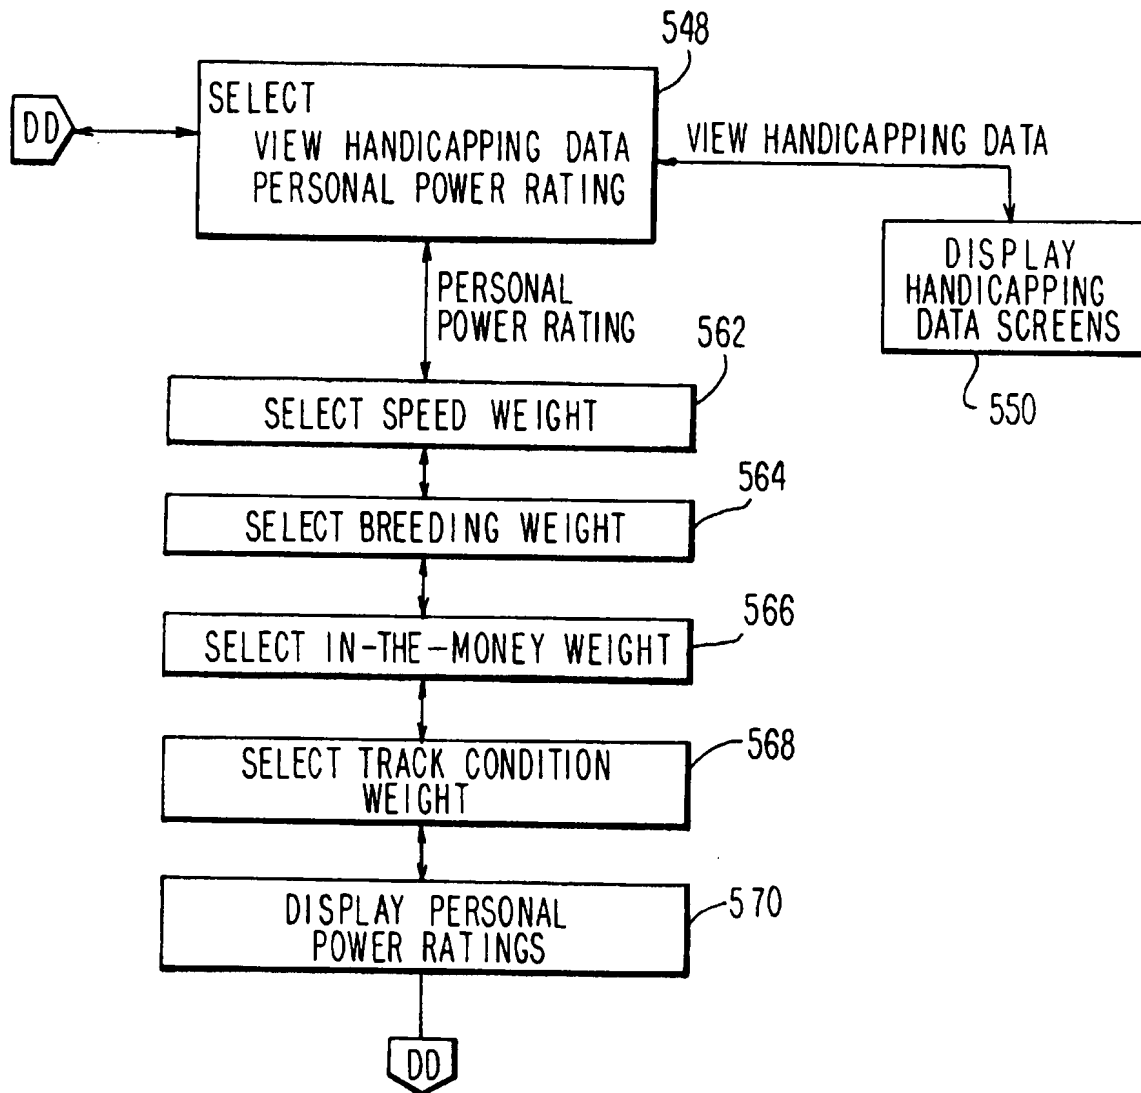 548
DD
SELECT
VIEW HANDICAPPING DATA
PERSONAL POWER RATING
VIEW HANDICAPPING DATA
DISPLAY
HANDICAPPING
DATA SCREENS
550
PERSONAL
POWER RATING
562
SELECT SPEED WEIGHT
564
SELECT BREEDING WEIGHT
566
SELECT IN-THE-MONEY WEIGHT
568
SELECT TRACK CONDITION
WEIGHT
570
DISPLAY PERSONAL
POWER RATINGS
DD